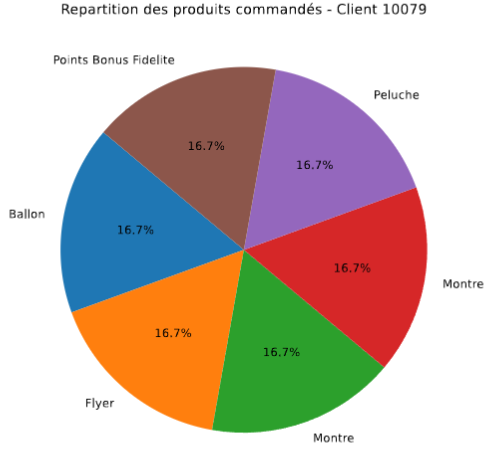 Repartition des produits commandés - Client 10079
Points Bonus Fidelite
Peluche
16.7%
16.7%
Ballon
16.7%
16.7%
Montre
16.7%
16.7%
Flyer
Montre